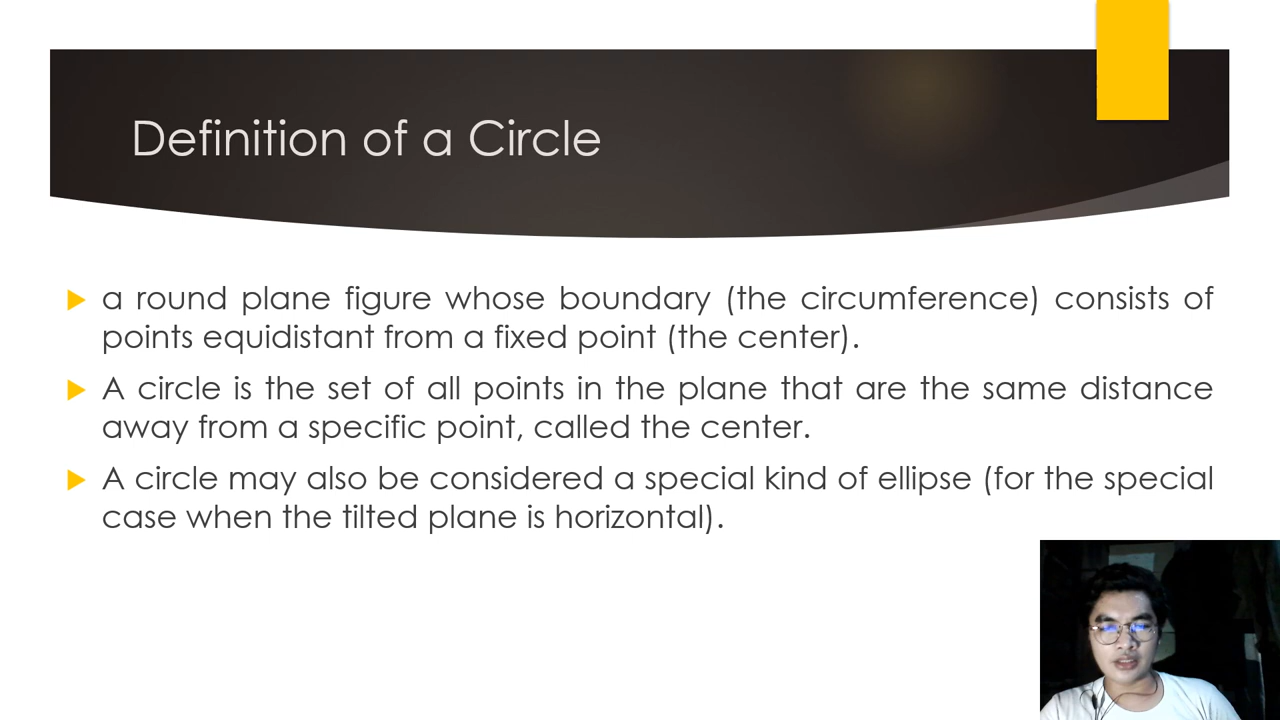 Definition of a Circle
a round plane figure whose boundary (the circumference) consists of
points equidistant from a fixed point (the center).
A circle is the set of all points in the plane that are the same distance
away from a specific point, called the center.
A circle may also be considered a special kind of ellipse (for the special
case when the tilted plane is horizontal).